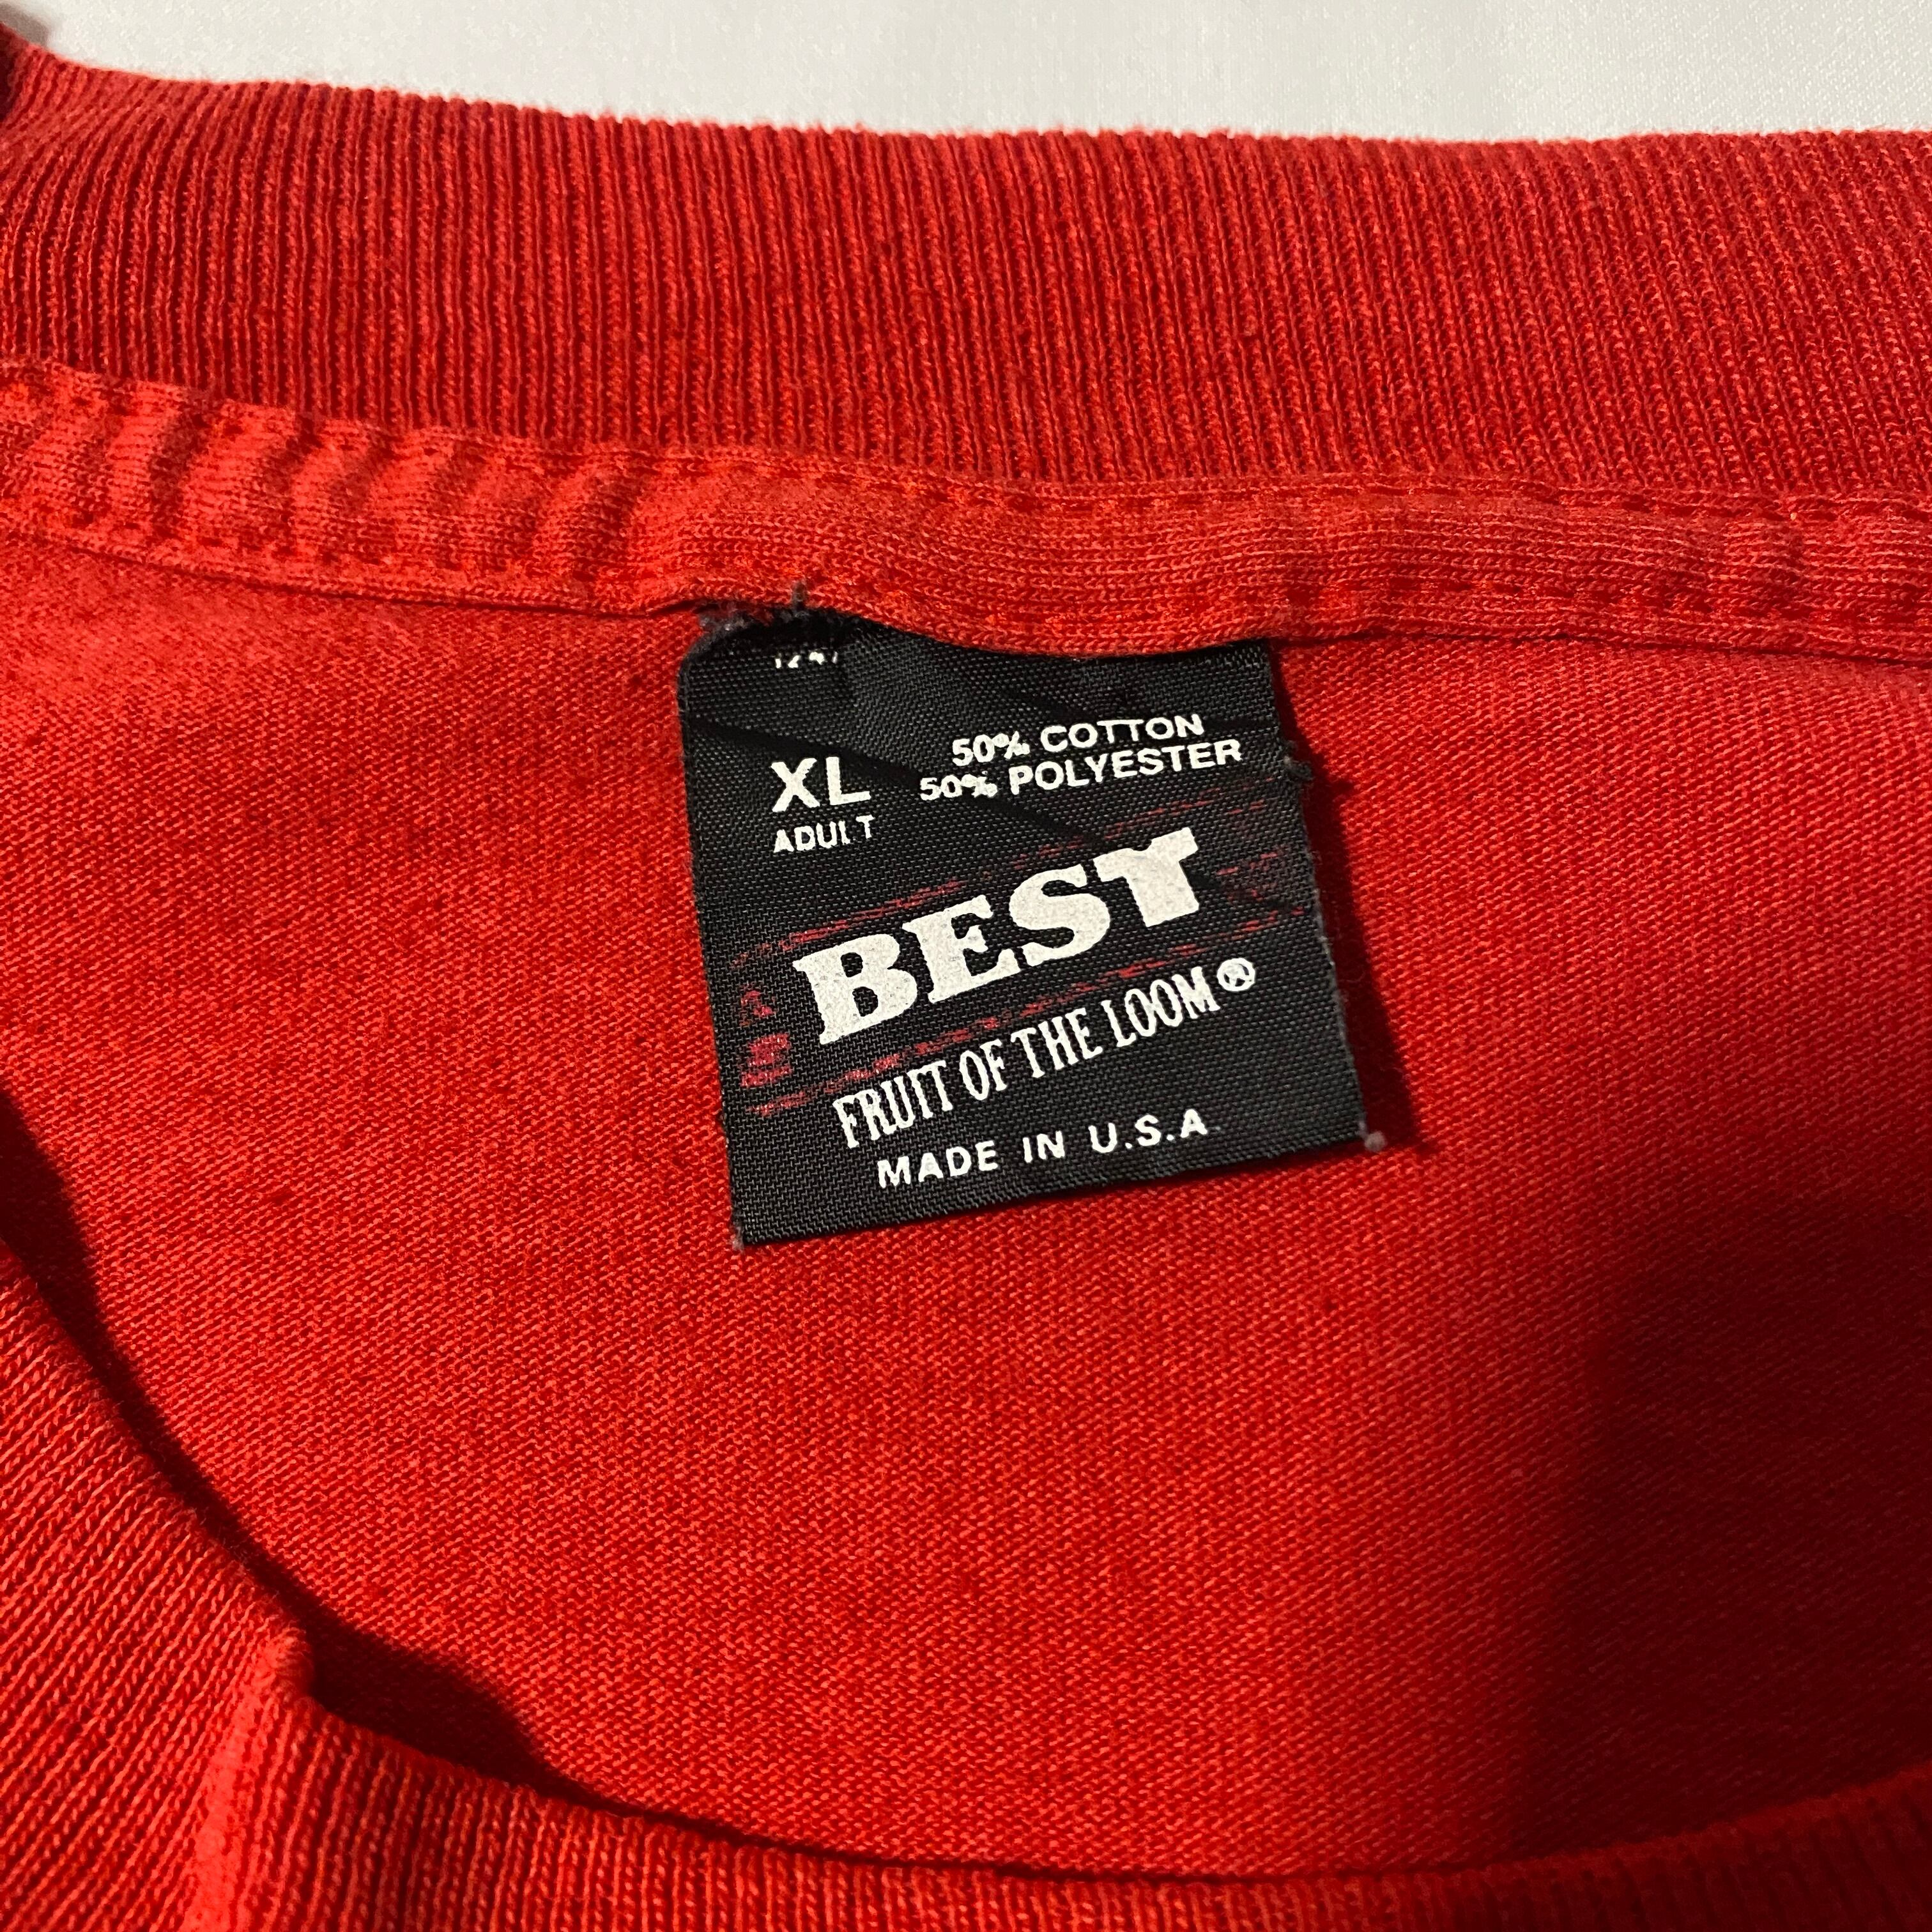 XL
ADULT
50% COTTON
50% POLYESTER
BEST
FRUIT OF THE LOOM®
MADE IN U.S.A.